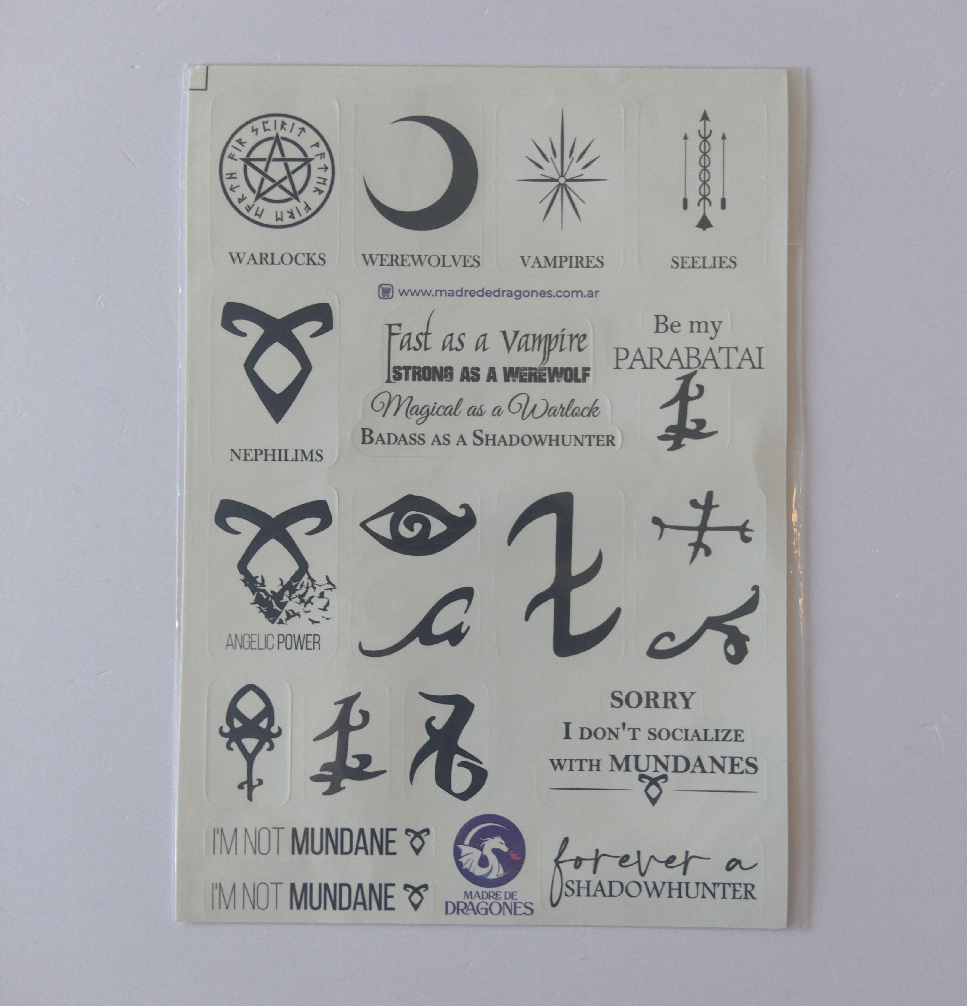 SPIRIT WATER FIRE EARTH AIR
WARLOCKS
WEREWOLVES
VAMPIRES
SEELIES
www.madrededragones.com.ar
NEPHILIMS
Fast as a Vampire
STRONG AS A WEREWOLF
Magical as a Warlock
BADASS AS A SHADOWHUNTER
Be my
PARABATAI
ANGELIC POWER
SORRY
I DON'T SOCIALIZE
WITH MUNDANES
I'M NOT MUNDANE
I'M NOT MUNDANE
MADRE DE
DRAGONES
forever a
SHADOWHUNTER